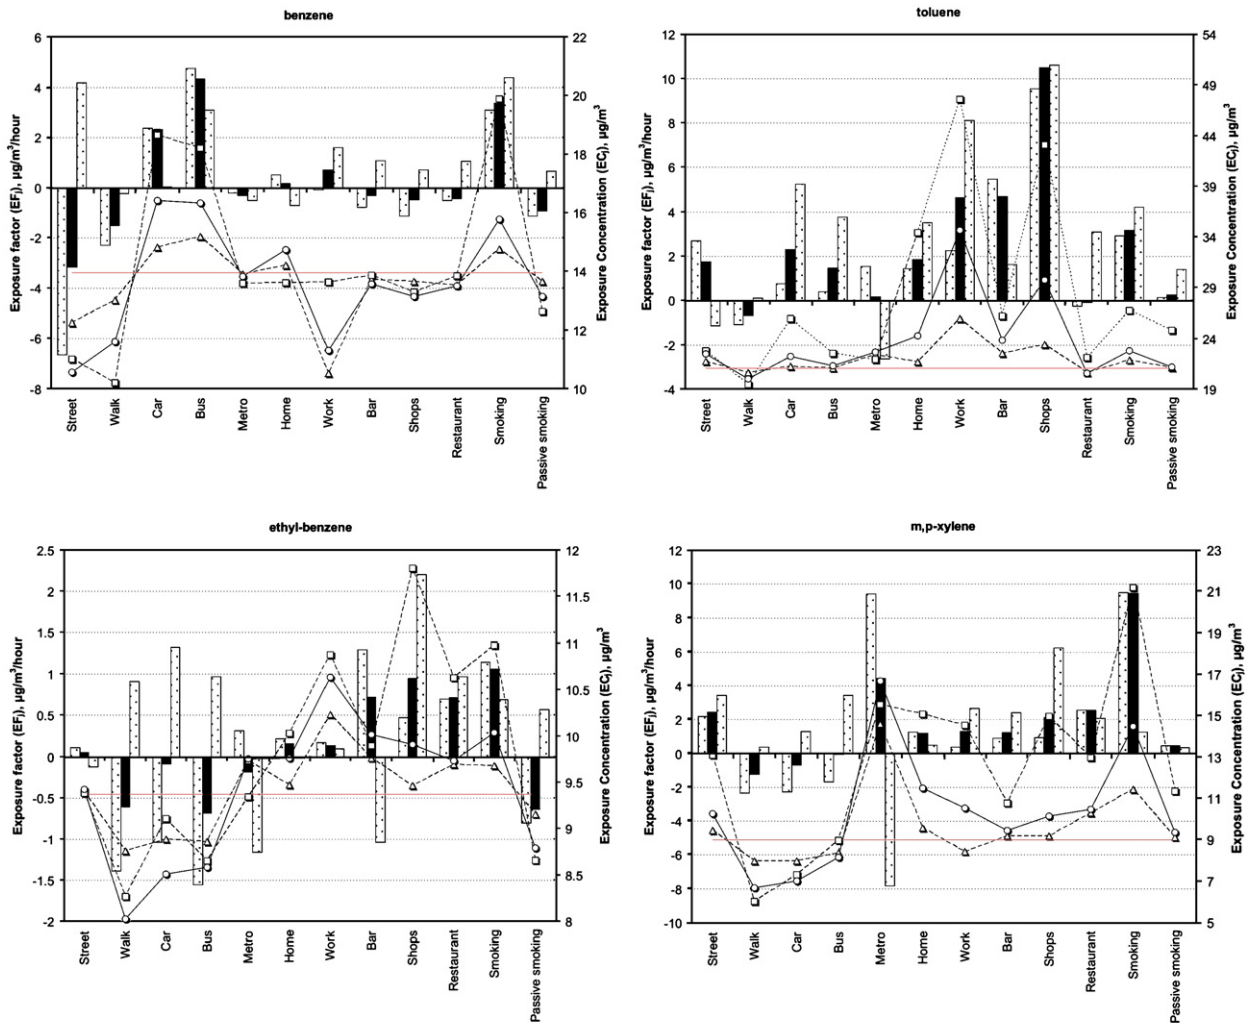 benzene
Exposure factor (EFj), µg/m³/hour
6
4
2
0
-2
-4
-6
-8
22
20
18
16
14
12
10
Exposure Concentration (ECj), µg/m³
Street
Walk
Car
Bus
Metro
Home
Work
Bar
Shops
Restaurant
Smoking
Passive smoking
toluene
Exposure factor (EFj), µg/m³/hour
12
10
8
6
4
2
0
-2
-4
54
49
44
39
34
29
24
19
Exposure Concentration (ECj), µg/m³
Street
Walk
Car
Bus
Metro
Home
Work
Bar
Shops
Restaurant
Smoking
Passive smoking
ethyl-benzene
Exposure factor (EFj), µg/m³/hour
2.5
2
1.5
1
0.5
0
-0.5
-1
-1.5
-2
12
11.5
11
10.5
10
9.5
9
8.5
8
Exposure Concentration (ECj), µg/m³
Street
Walk
Car
Bus
Metro
Home
Work
Bar
Shops
Restaurant
Smoking
Passive smoking
m,p-xylene
Exposure factor (EFj), µg/m³/hour
12
10
8
6
4
2
0
-2
-4
-6
-8
-10
23
21
19
17
15
13
11
9
7
5
Exposure Concentration (ECj), µg/m³
Street
Walk
Car
Bus
Metro
Home
Work
Bar
Shops
Restaurant
Smoking
Passive smoking